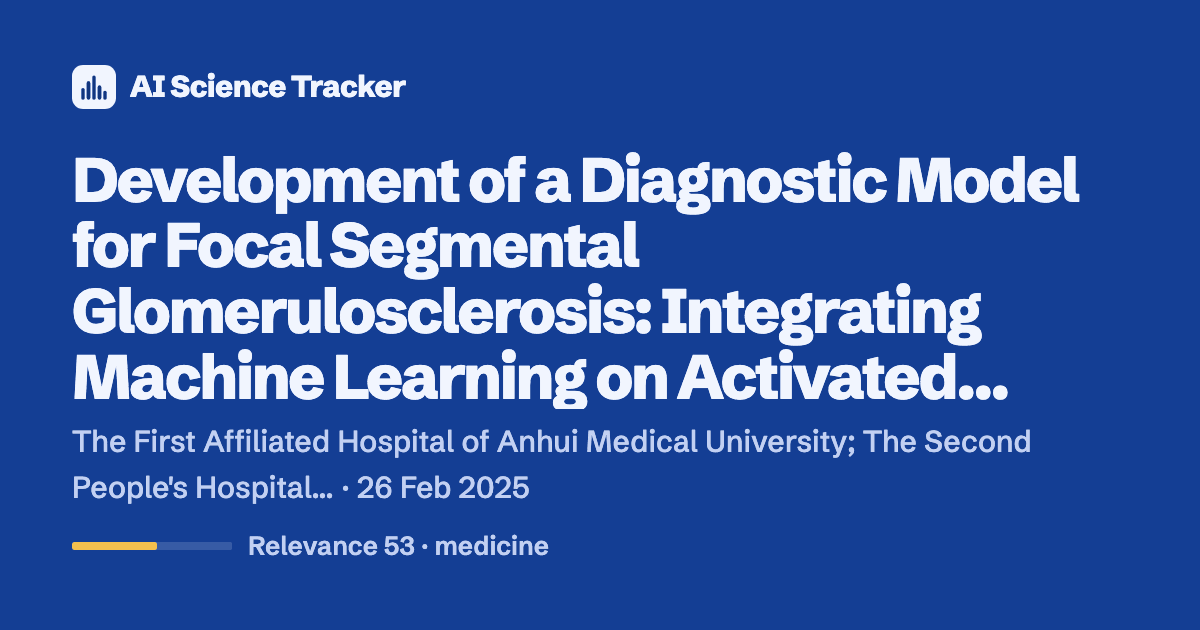 AI Science Tracker
Development of a Diagnostic Model
for Focal Segmental
Glomerulosclerosis: Integrating
Machine Learning on Activated...
The First Affiliated Hospital of Anhui Medical University; The Second
People's Hospital... · 26 Feb 2025
Relevance 53 · medicine